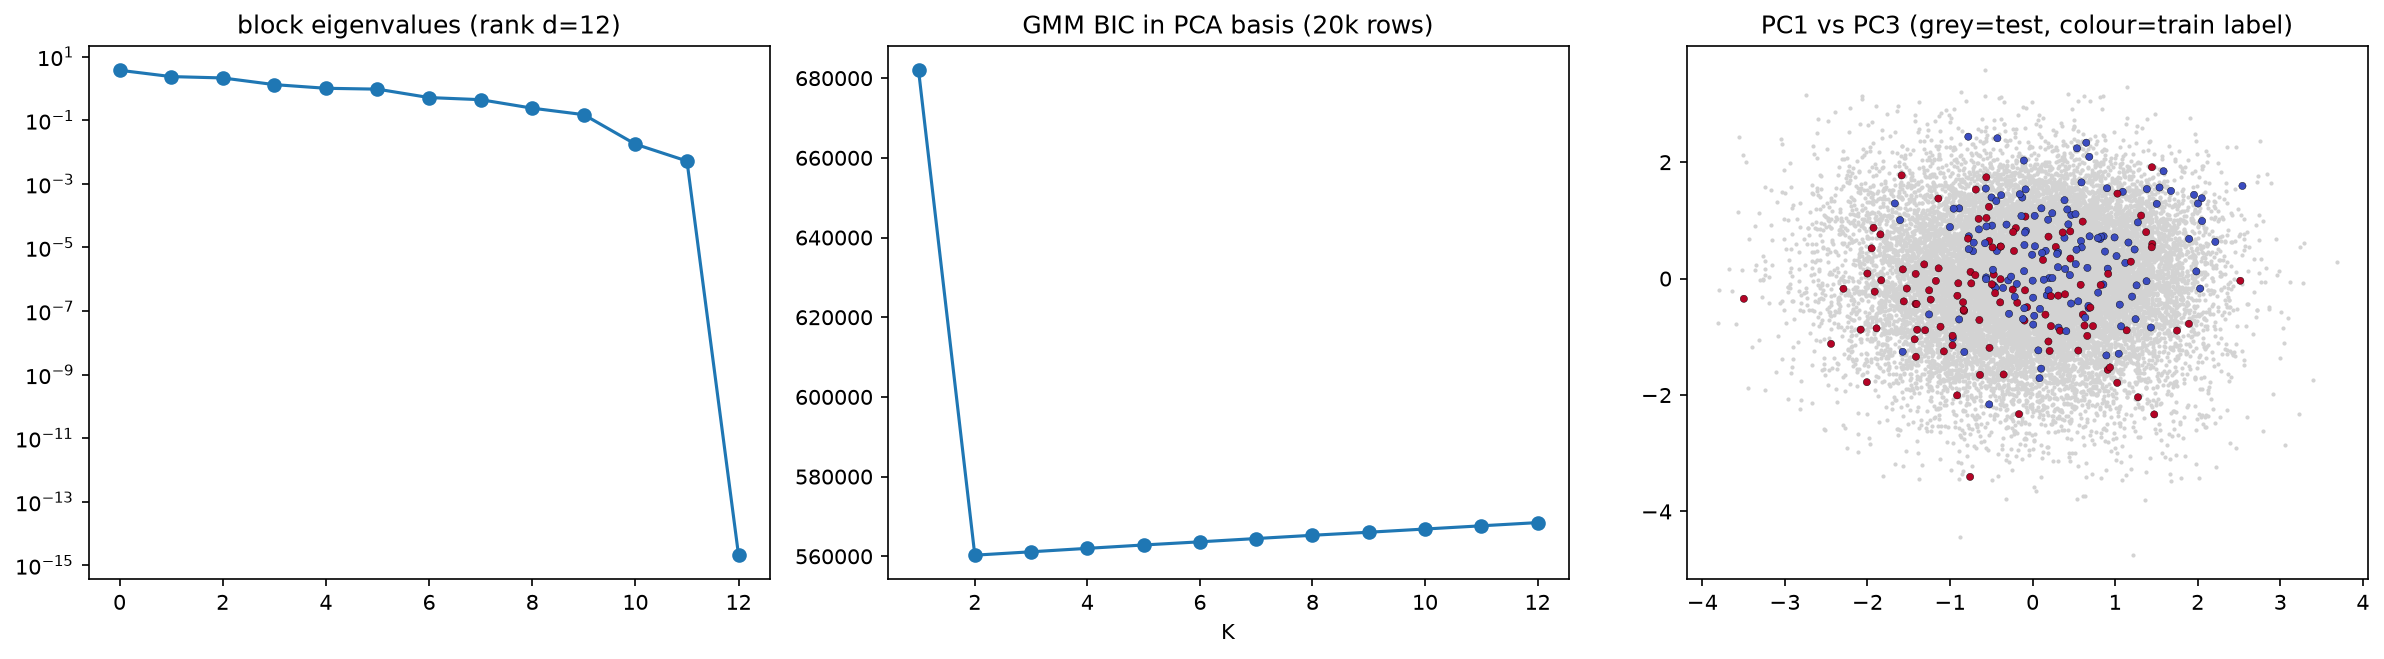 block eigenvalues (rank d=12)
10^1
10^-1
10^-3
10^-5
10^-7
10^-9
10^-11
10^-13
10^-15
0 2 4 6 8 10 12
GMM BIC in PCA basis (20k rows)
680000
660000
640000
620000
600000
580000
560000
2 4 6 8 10 12
K
PC1 vs PC3 (grey=test, colour=train label)
2
0
−2
−4
−4 −3 −2 −1 0 1 2 3 4